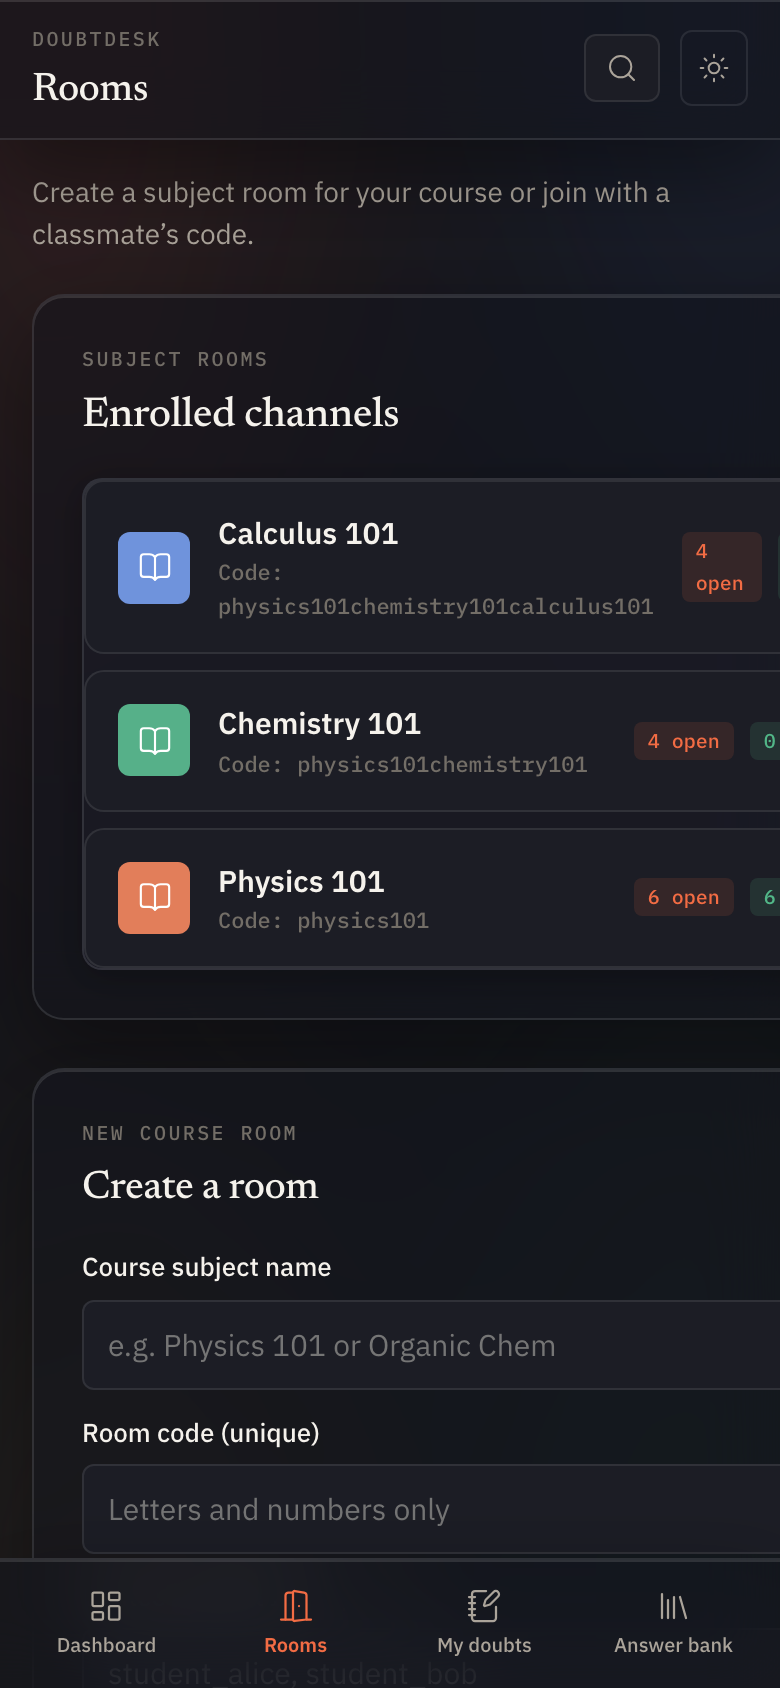 DOUBTDESK
Rooms
Create a subject room for your course or join with a
classmate’s code.
SUBJECT ROOMS
Enrolled channels
Calculus 101
Code:
physics101chemistry101calculus101
4
open
Chemistry 101
Code: physics101chemistry101
4 open
0
Physics 101
Code: physics101
6 open
6
NEW COURSE ROOM
Create a room
Course subject name
e.g. Physics 101 or Organic Chem
Room code (unique)
Letters and numbers only
student_alice, student_bob
Dashboard
Rooms
My doubts
Answer bank